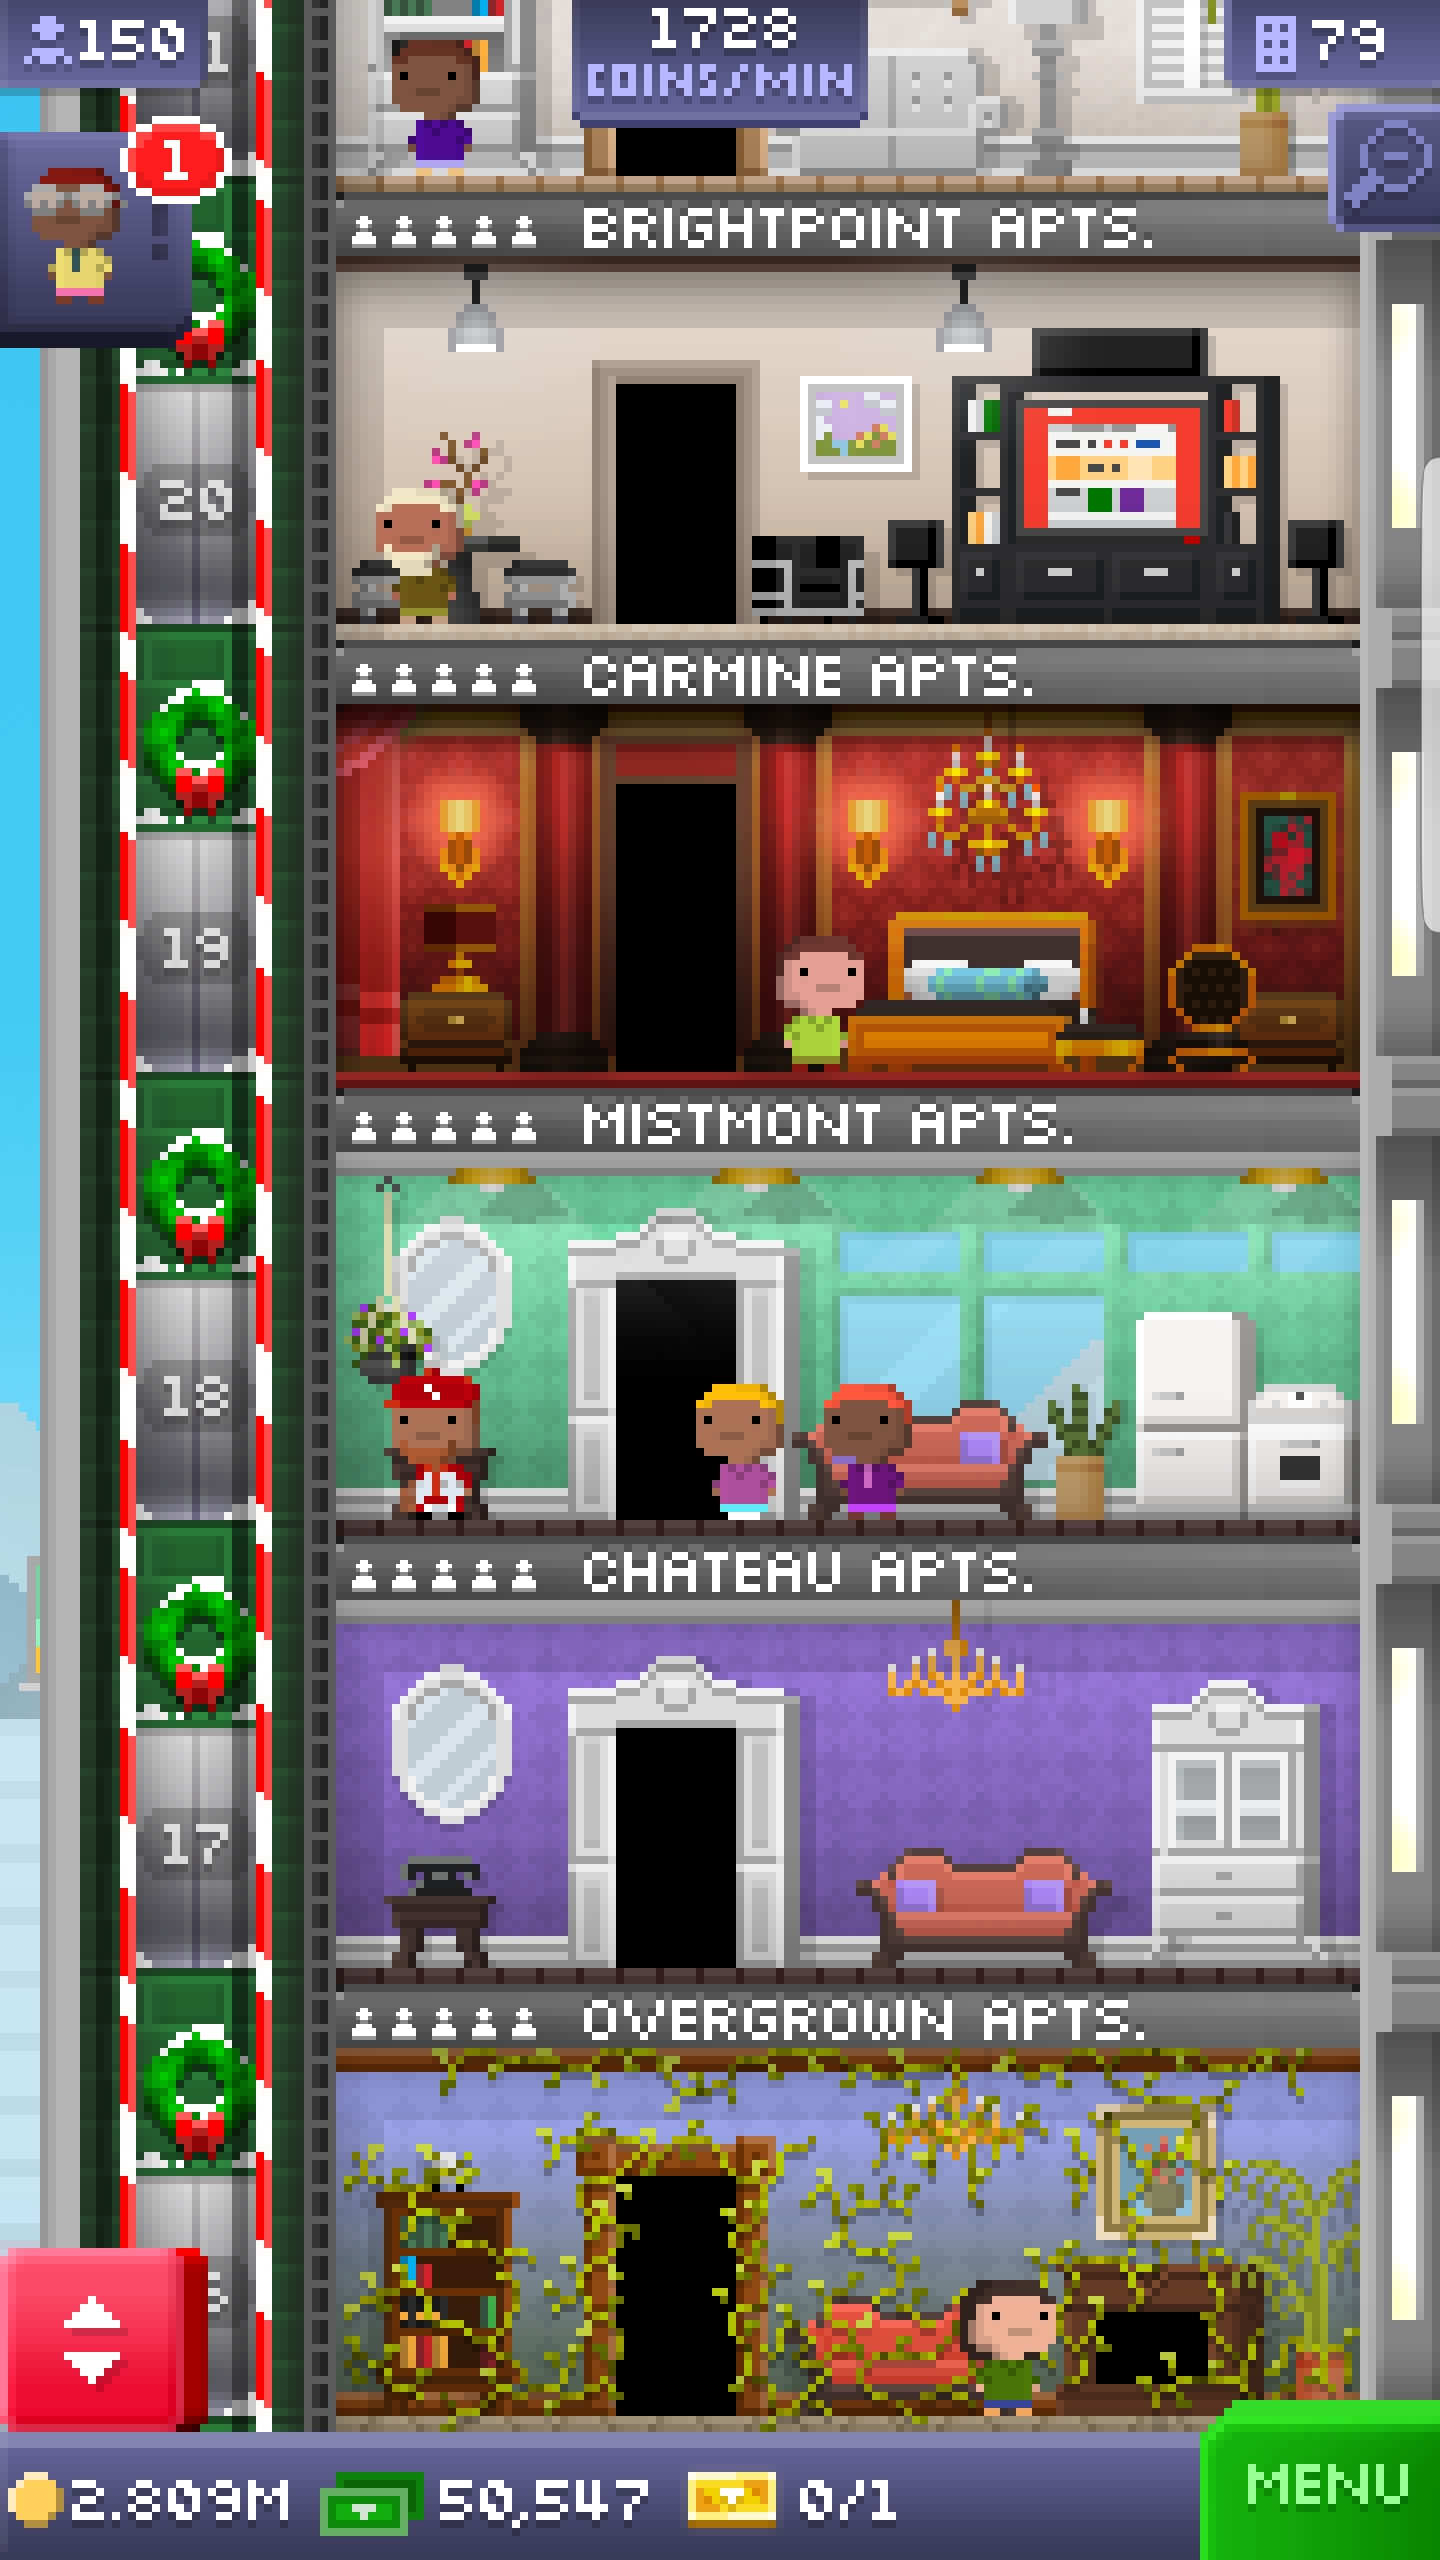 150
1728
COINS/MIN
79
1
BRIGHTPOINT APTS.
20
CARMINE APTS.
19
MISTMONT APTS.
18
CHATEAU APTS.
17
OVERGROWN APTS.
2.809M
50,547
0/1
MENU